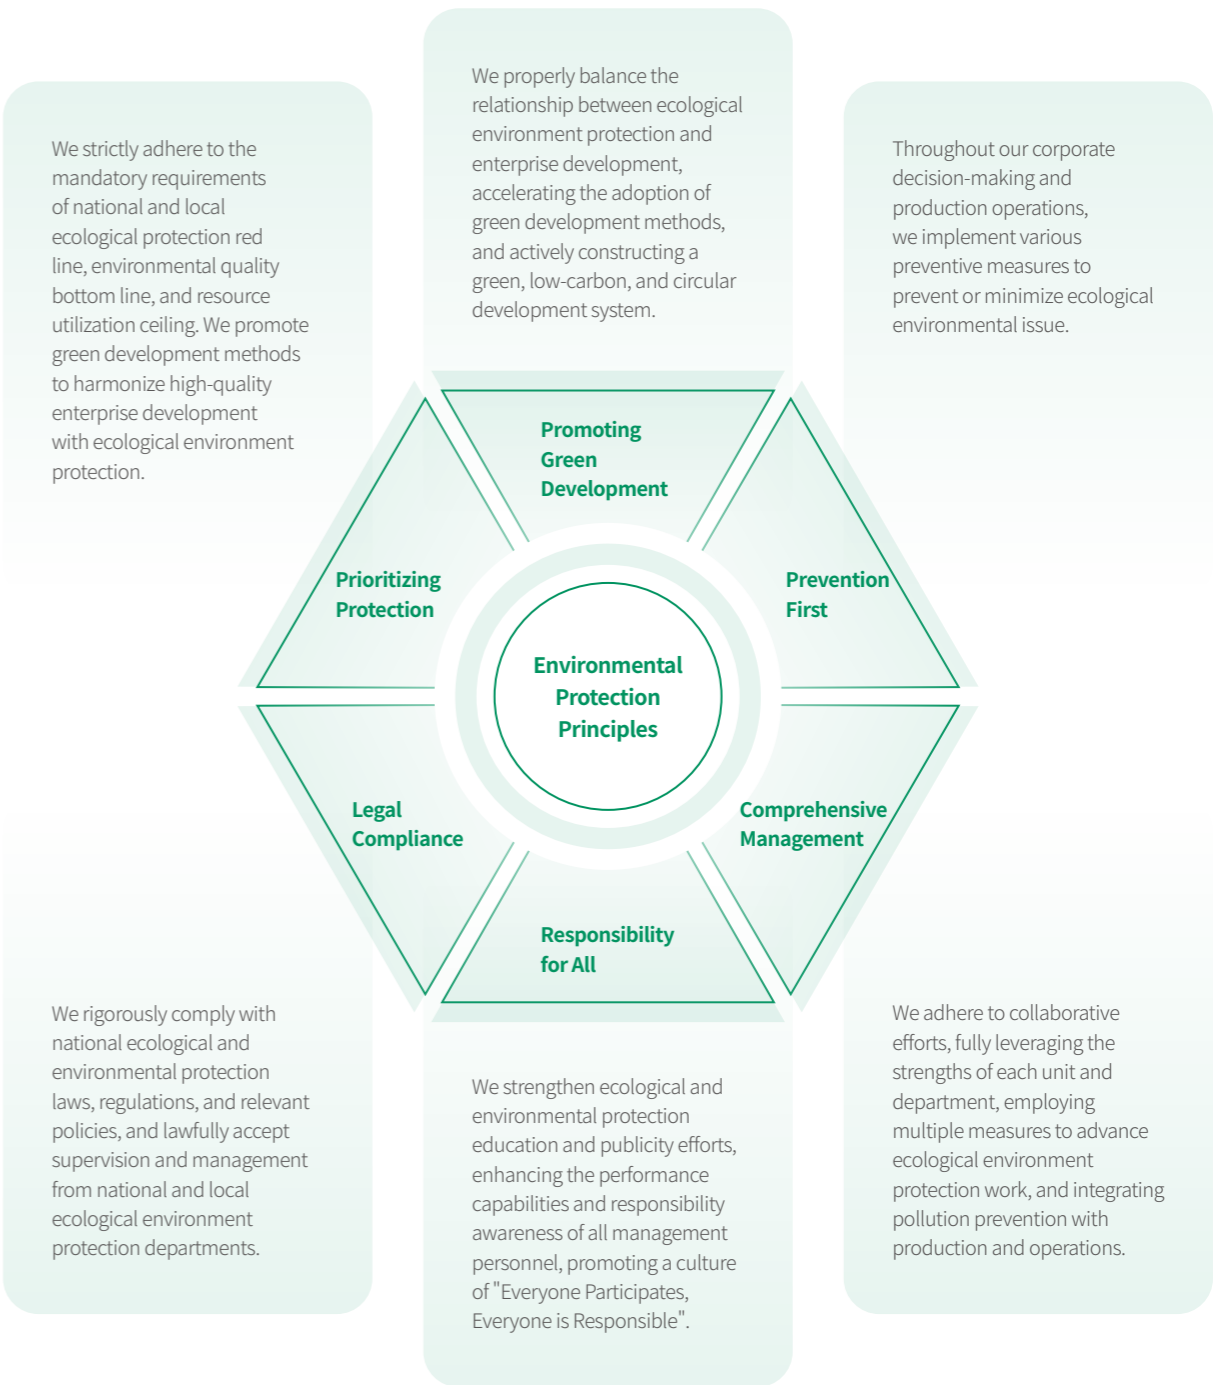 We strictly adhere to the
mandatory requirements
of national and local
ecological protection red
line, environmental quality
bottom line, and resource
utilization ceiling. We promote
green development methods
to harmonize high-quality
enterprise development
with ecological environment
protection.
We properly balance the
relationship between ecological
environment protection and
enterprise development,
accelerating the adoption of
green development methods,
and actively constructing a
green, low-carbon, and circular
development system.
Throughout our corporate
decision-making and
production operations,
we implement various
preventive measures to
prevent or minimize ecological
environmental issue.
Promoting
Green
Development
Prioritizing
Protection
Prevention
First
Environmental
Protection
Principles
Legal
Compliance
Comprehensive
Management
Responsibility
for All
We rigorously comply with
national ecological and
environmental protection
laws, regulations, and relevant
policies, and lawfully accept
supervision and management
from national and local
ecological environment
protection departments.
We strengthen ecological and
environmental protection
education and publicity efforts,
enhancing the performance
capabilities and responsibility
awareness of all management
personnel, promoting a culture
of "Everyone Participates,
Everyone is Responsible".
We adhere to collaborative
efforts, fully leveraging the
strengths of each unit and
department, employing
multiple measures to advance
ecological environment
protection work, and integrating
pollution prevention with
production and operations.